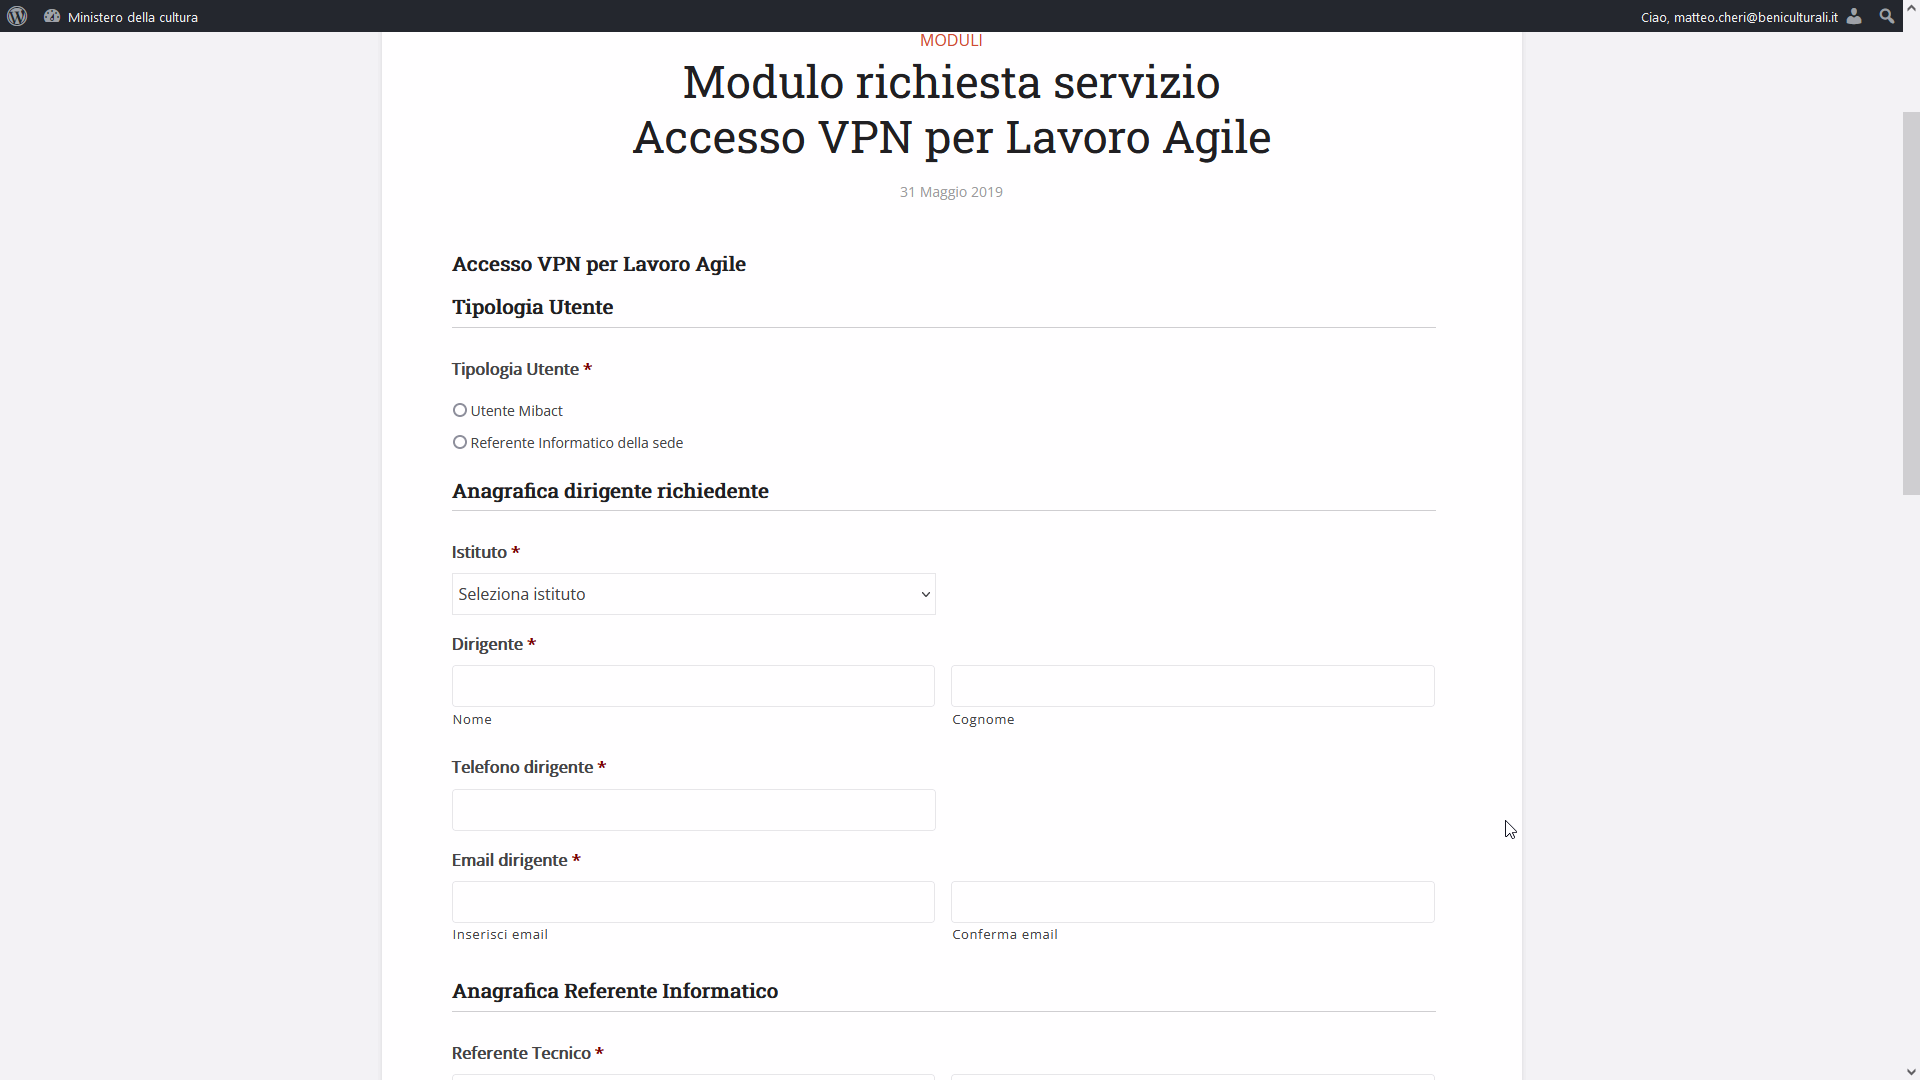 Ministero della cultura
Ciao, matteo.cheri@beniculturali.it
MODULI
Modulo richiesta servizio
Accesso VPN per Lavoro Agile
31 Maggio 2019
Accesso VPN per Lavoro Agile
Tipologia Utente
Tipologia Utente *
Utente Mibact
Referente Informatico della sede
Anagrafica dirigente richiedente
Istituto *
Seleziona istituto
Dirigente *
Nome
Cognome
Telefono dirigente *
Email dirigente *
Inserisci email
Conferma email
Anagrafica Referente Informatico
Referente Tecnico *